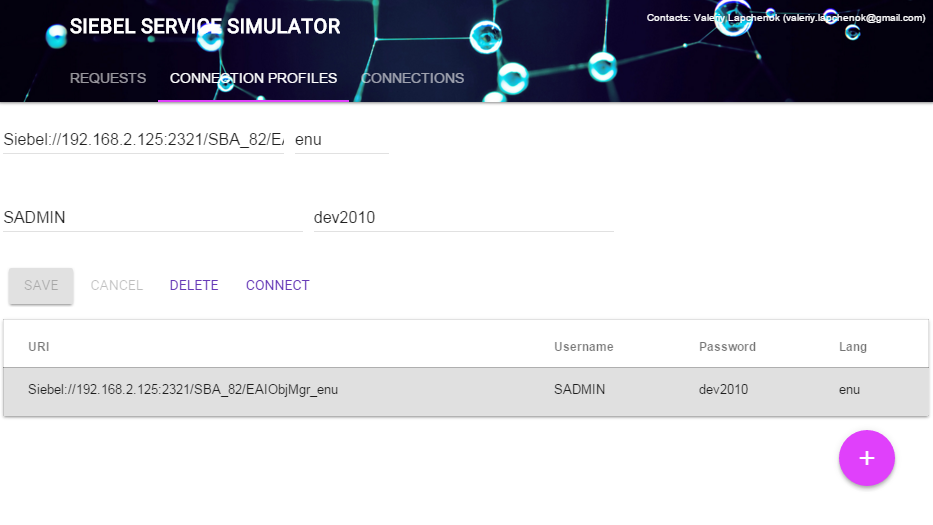 SIEBEL SERVICE SIMULATOR
Contacts: Valeriy Lapchenok (valeriy.lapchenok@gmail.com)
REQUESTS CONNECTION PROFILES CONNECTIONS
Siebel://192.168.2.125:2321/SBA_82/EA enu
SADMIN dev2010
SAVE CANCEL DELETE CONNECT
URI Username Password Lang
Siebel://192.168.2.125:2321/SBA_82/EAIObjMgr_enu SADMIN dev2010 enu
+